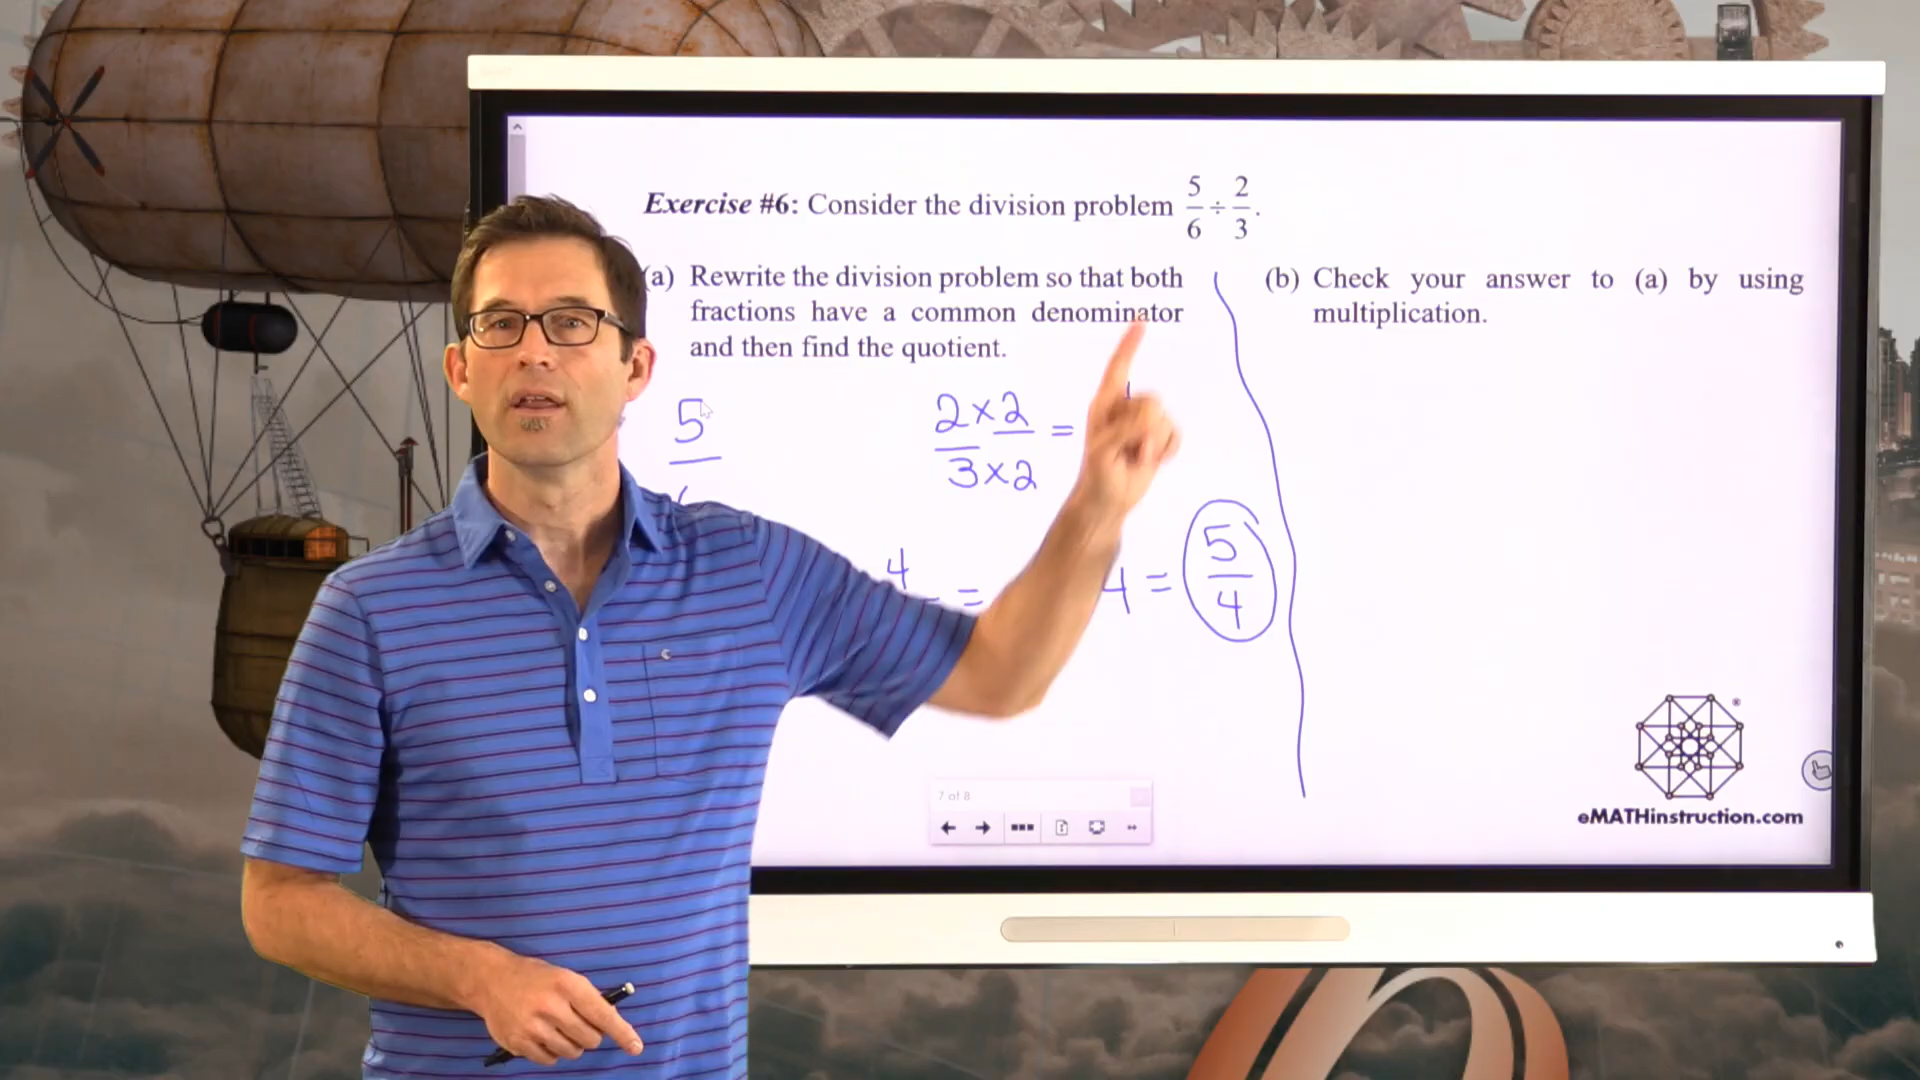 Exercise #6: Consider the division problem 5/6 ÷ 2/3.
(a) Rewrite the division problem so that both
fractions have a common denominator
and then find the quotient.
(b) Check your answer to (a) by using
multiplication.
5
2×2 =
3×2
4
=
4 = 5/4
7 of 8
eMATHinstruction.com